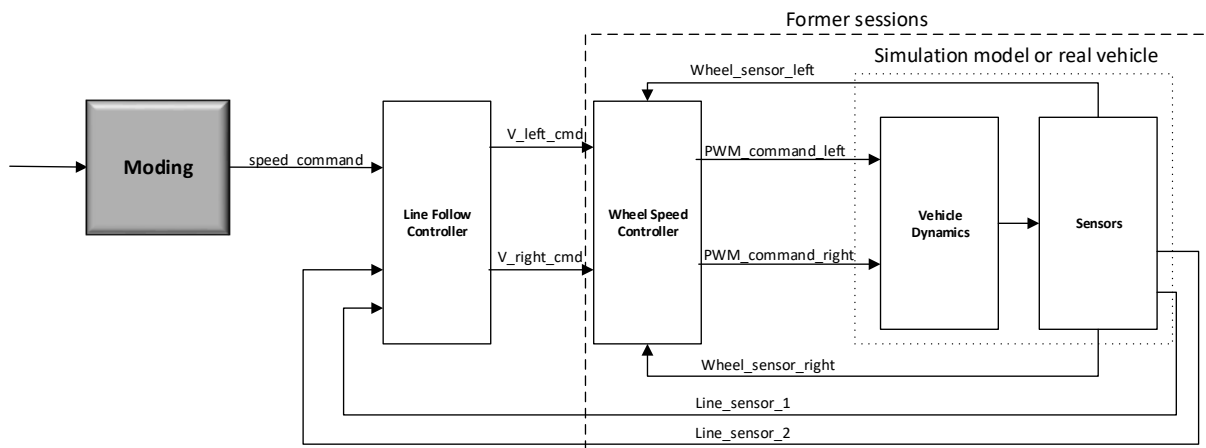 Former sessions
Simulation model or real vehicle
Wheel_sensor_left
Moding
speed_command
V_left_cmd
PWM_command_left
Line Follow
Controller
Wheel Speed
Controller
Vehicle
Dynamics
Sensors
V_right_cmd
PWM_command_right
Wheel_sensor_right
Line_sensor_1
Line_sensor_2